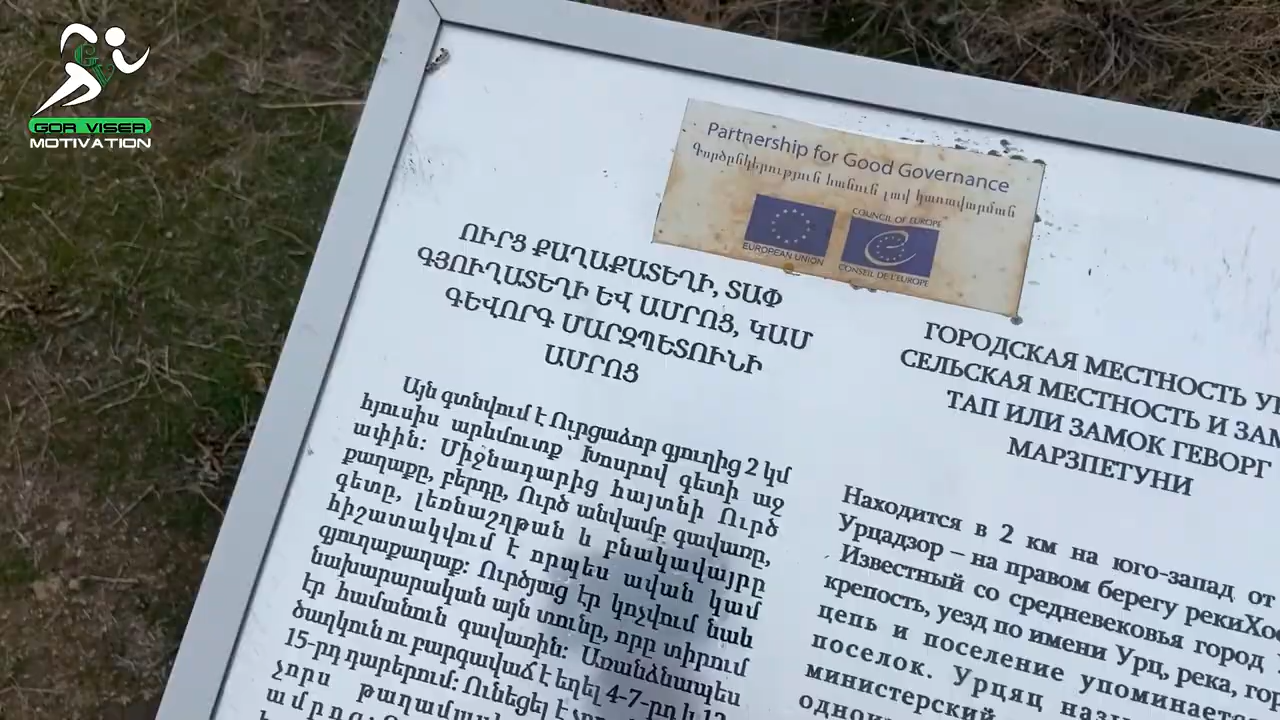 GV
GOR VISER
MOTIVATION
Partnership for Good Governance
Գործընկերություն հանուն լավ կառավարման
EUROPEAN UNION
COUNCIL OF EUROPE
CONSEIL DE L'EUROPE
ՈՒՐՑ ՔԱՂԱՔԱՏԵՂԻ, ՏԱՓ
ԳՅՈՒՂԱՏԵՂԻ ԵՎ ԱՄՐՈՑ, ԿԱՄ
ԳԵՎՈՐԳ ՄԱՐԶՊԵՏՈՒՆԻ
ԱՄՐՈՑ
Այն գտնվում է Ուրցաձոր գյուղից 2 կմ
հյուսիս արևմուտք Խոսրով գետի աջ
ափին: Միջնադարից հայտնի Ուրծ
քաղաքը, բերդը, Ուրծ անվամբ գավառը,
գետը, լեռնաշղթան և բնակավայրը
հիշատակվում է որպես ավան կամ
գյուղաքաղաք: Ուրծյաց էր կոչվում նաև
նախարարական այն տունը, որը տիրում
էր համանուն գավառին: Առանձնապես
ծաղկուն ու բարգավաճ է եղել 4-7-րդ և 12
15-րդ դարերում: Ունեցել է
չորս թաղամաս
ամրոց
ГОРОДСКАЯ МЕСТНОСТЬ
СЕЛЬСКАЯ МЕСТНОСТЬ И
ТАП ИЛИ ЗАМОК ГЕВОРГ
МАРЗПЕТУНИ
Находится в 2 км на юго-запад от
Урцадзор – на правом берегу реки
Известный со средневековья город
крепость, уезд по имени Урц, река,
цепь и поселение упоминается
поселок. Урцяц
министерский